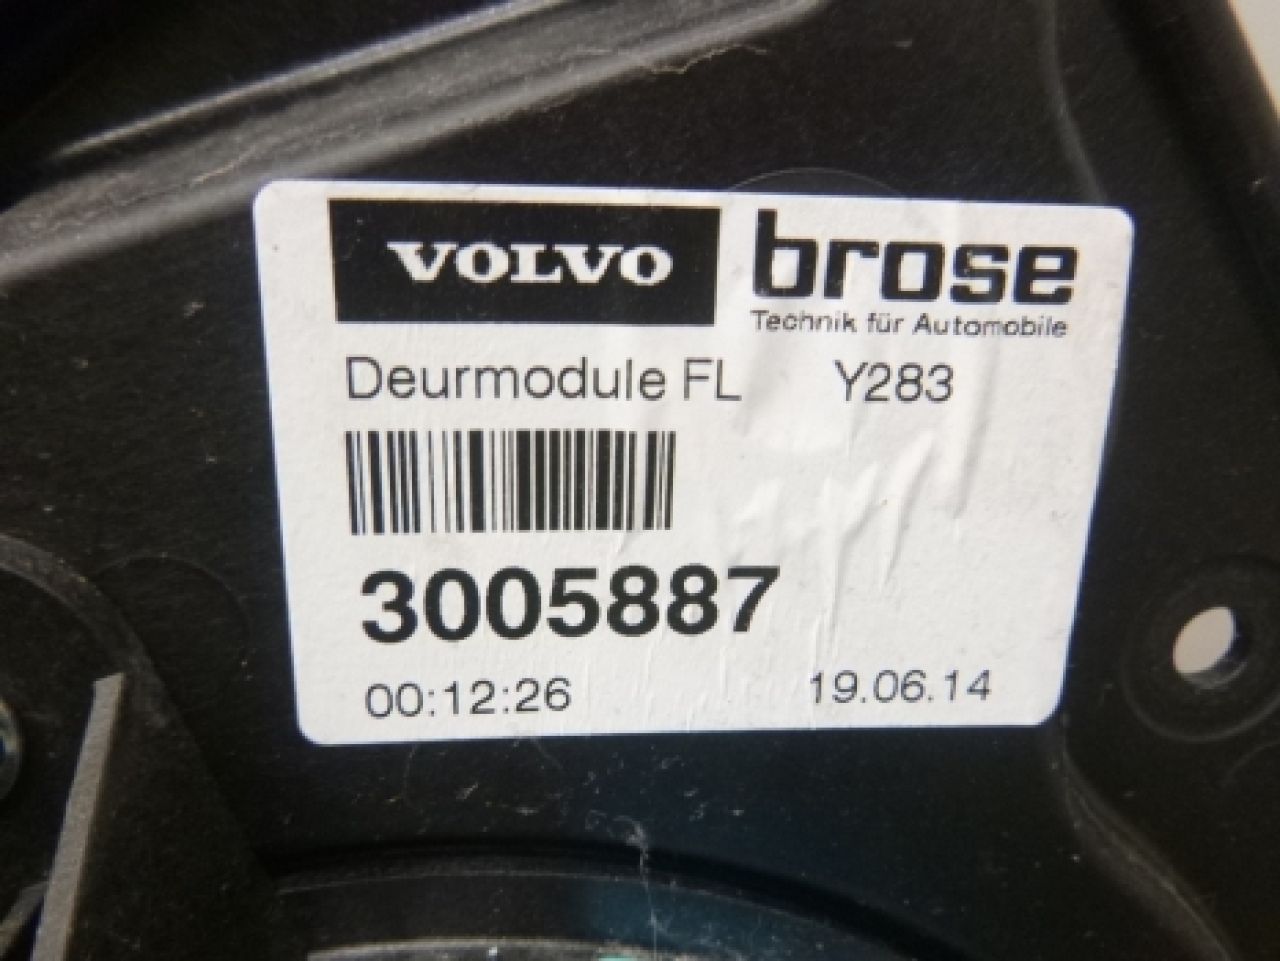 VOLVO brose
Technik für Automobile
Deurmodule FL Y283
3005887
00:12:26 19.06.14